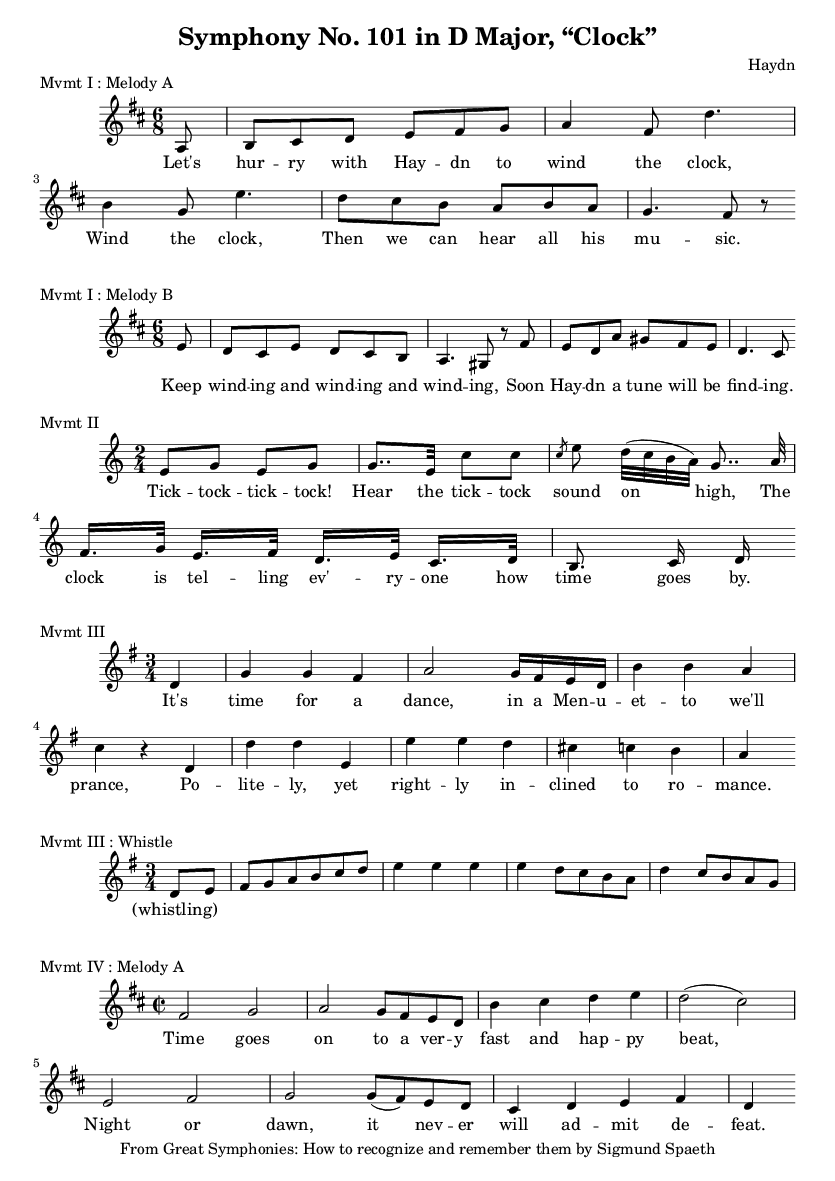 Symphony No. 101 in D Major, “Clock”
Haydn
Mvmt I : Melody A
6 8
Let's hur -- ry with Hay -- dn to wind the clock,
3
Wind the clock, Then we can hear all his mu -- sic.
Mvmt I : Melody B
6 8
Keep wind -- ing and wind -- ing and wind -- ing, Soon Hay -- dn a tune will be find -- ing.
Mvmt II
2 4
Tick -- tock -- tick -- tock! Hear the tick -- tock sound on high, The
4
clock is tel -- ling ev' -- ry -- one how time goes by.
Mvmt III
3 4
It's time for a dance, in a Men -- u -- et -- to we'll
4
prance, Po -- lite -- ly, yet right -- ly in -- clined to ro -- mance.
Mvmt III : Whistle
3 4
(whistling)
Mvmt IV : Melody A
Time goes on to a ver -- y fast and hap -- py beat,
5
Night or dawn, it nev -- er will ad -- mit de -- feat.
From Great Symphonies: How to recognize and remember them by Sigmund Spaeth